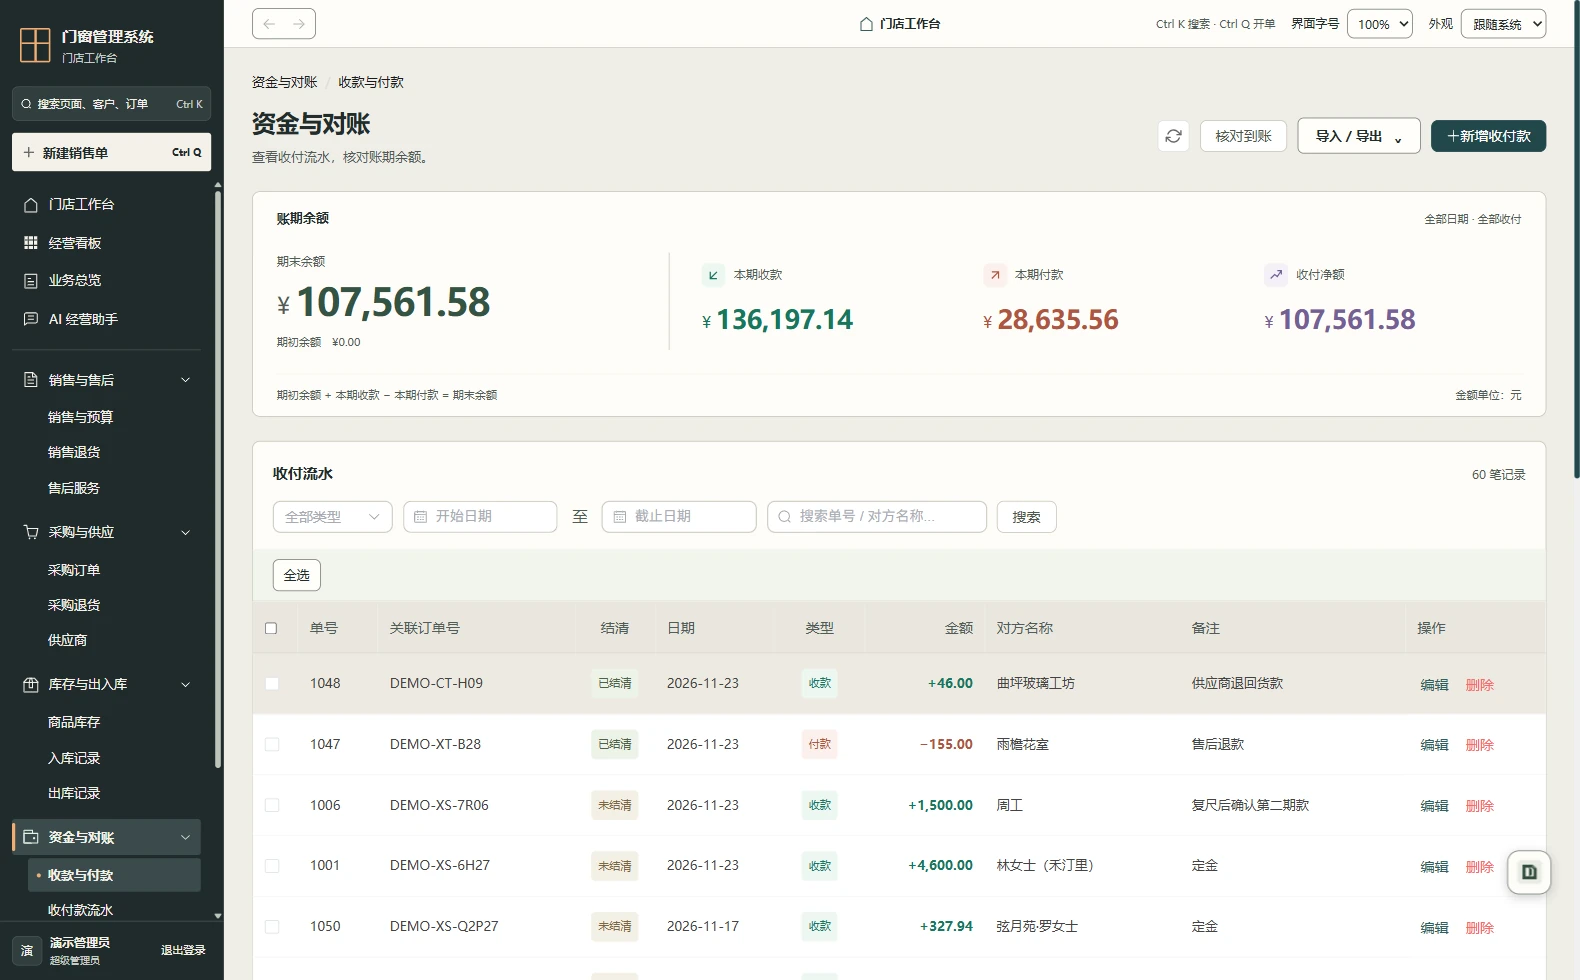 门窗管理系统
门店工作台
搜索页面、客户、订单 Ctrl K
新建销售单 Ctrl Q
门店工作台
经营看板
业务总览
AI 经营助手
销售与售后
销售与预算
销售退货
售后服务
采购与供应
采购订单
采购退货
供应商
库存与出入库
商品库存
入库记录
出库记录
资金与对账
收款与付款
收付款流水
演
演示管理员
超级管理员
退出登录
门店工作台
Ctrl K 搜索 · Ctrl Q 开单 界面字号 100% 外观 跟随系统
资金与对账 / 收款与付款
资金与对账
查看收付流水，核对账期余额。
核对到账 导入 / 导出 +新增收付款
账期余额 全部日期 · 全部收付
期末余额
¥ 107,561.58
期初余额 ¥0.00
本期收款
¥ 136,197.14
本期付款
¥ 28,635.56
收付净额
¥ 107,561.58
期初余额 + 本期收款 − 本期付款 = 期末余额 金额单位：元
收付流水 60 笔记录
全部类型 开始日期 至 截止日期 搜索单号 / 对方名称... 搜索
全选
单号 关联订单号 结清 日期 类型 金额 对方名称 备注 操作
1048 DEMO-CT-H09 已结清 2026-11-23 收款 +46.00 曲坪玻璃工坊 供应商退回货款 编辑 删除
1047 DEMO-XT-B28 已结清 2026-11-23 付款 −155.00 雨檐花室 售后退款 编辑 删除
1006 DEMO-XS-7R06 未结清 2026-11-23 收款 +1,500.00 周工 复尺后确认第二期款 编辑 删除
1001 DEMO-XS-6H27 未结清 2026-11-23 收款 +4,600.00 林女士（禾汀里） 定金 编辑 删除
1050 DEMO-XS-Q2P27 未结清 2026-11-17 收款 +327.94 弦月苑·罗女士 定金 编辑 删除